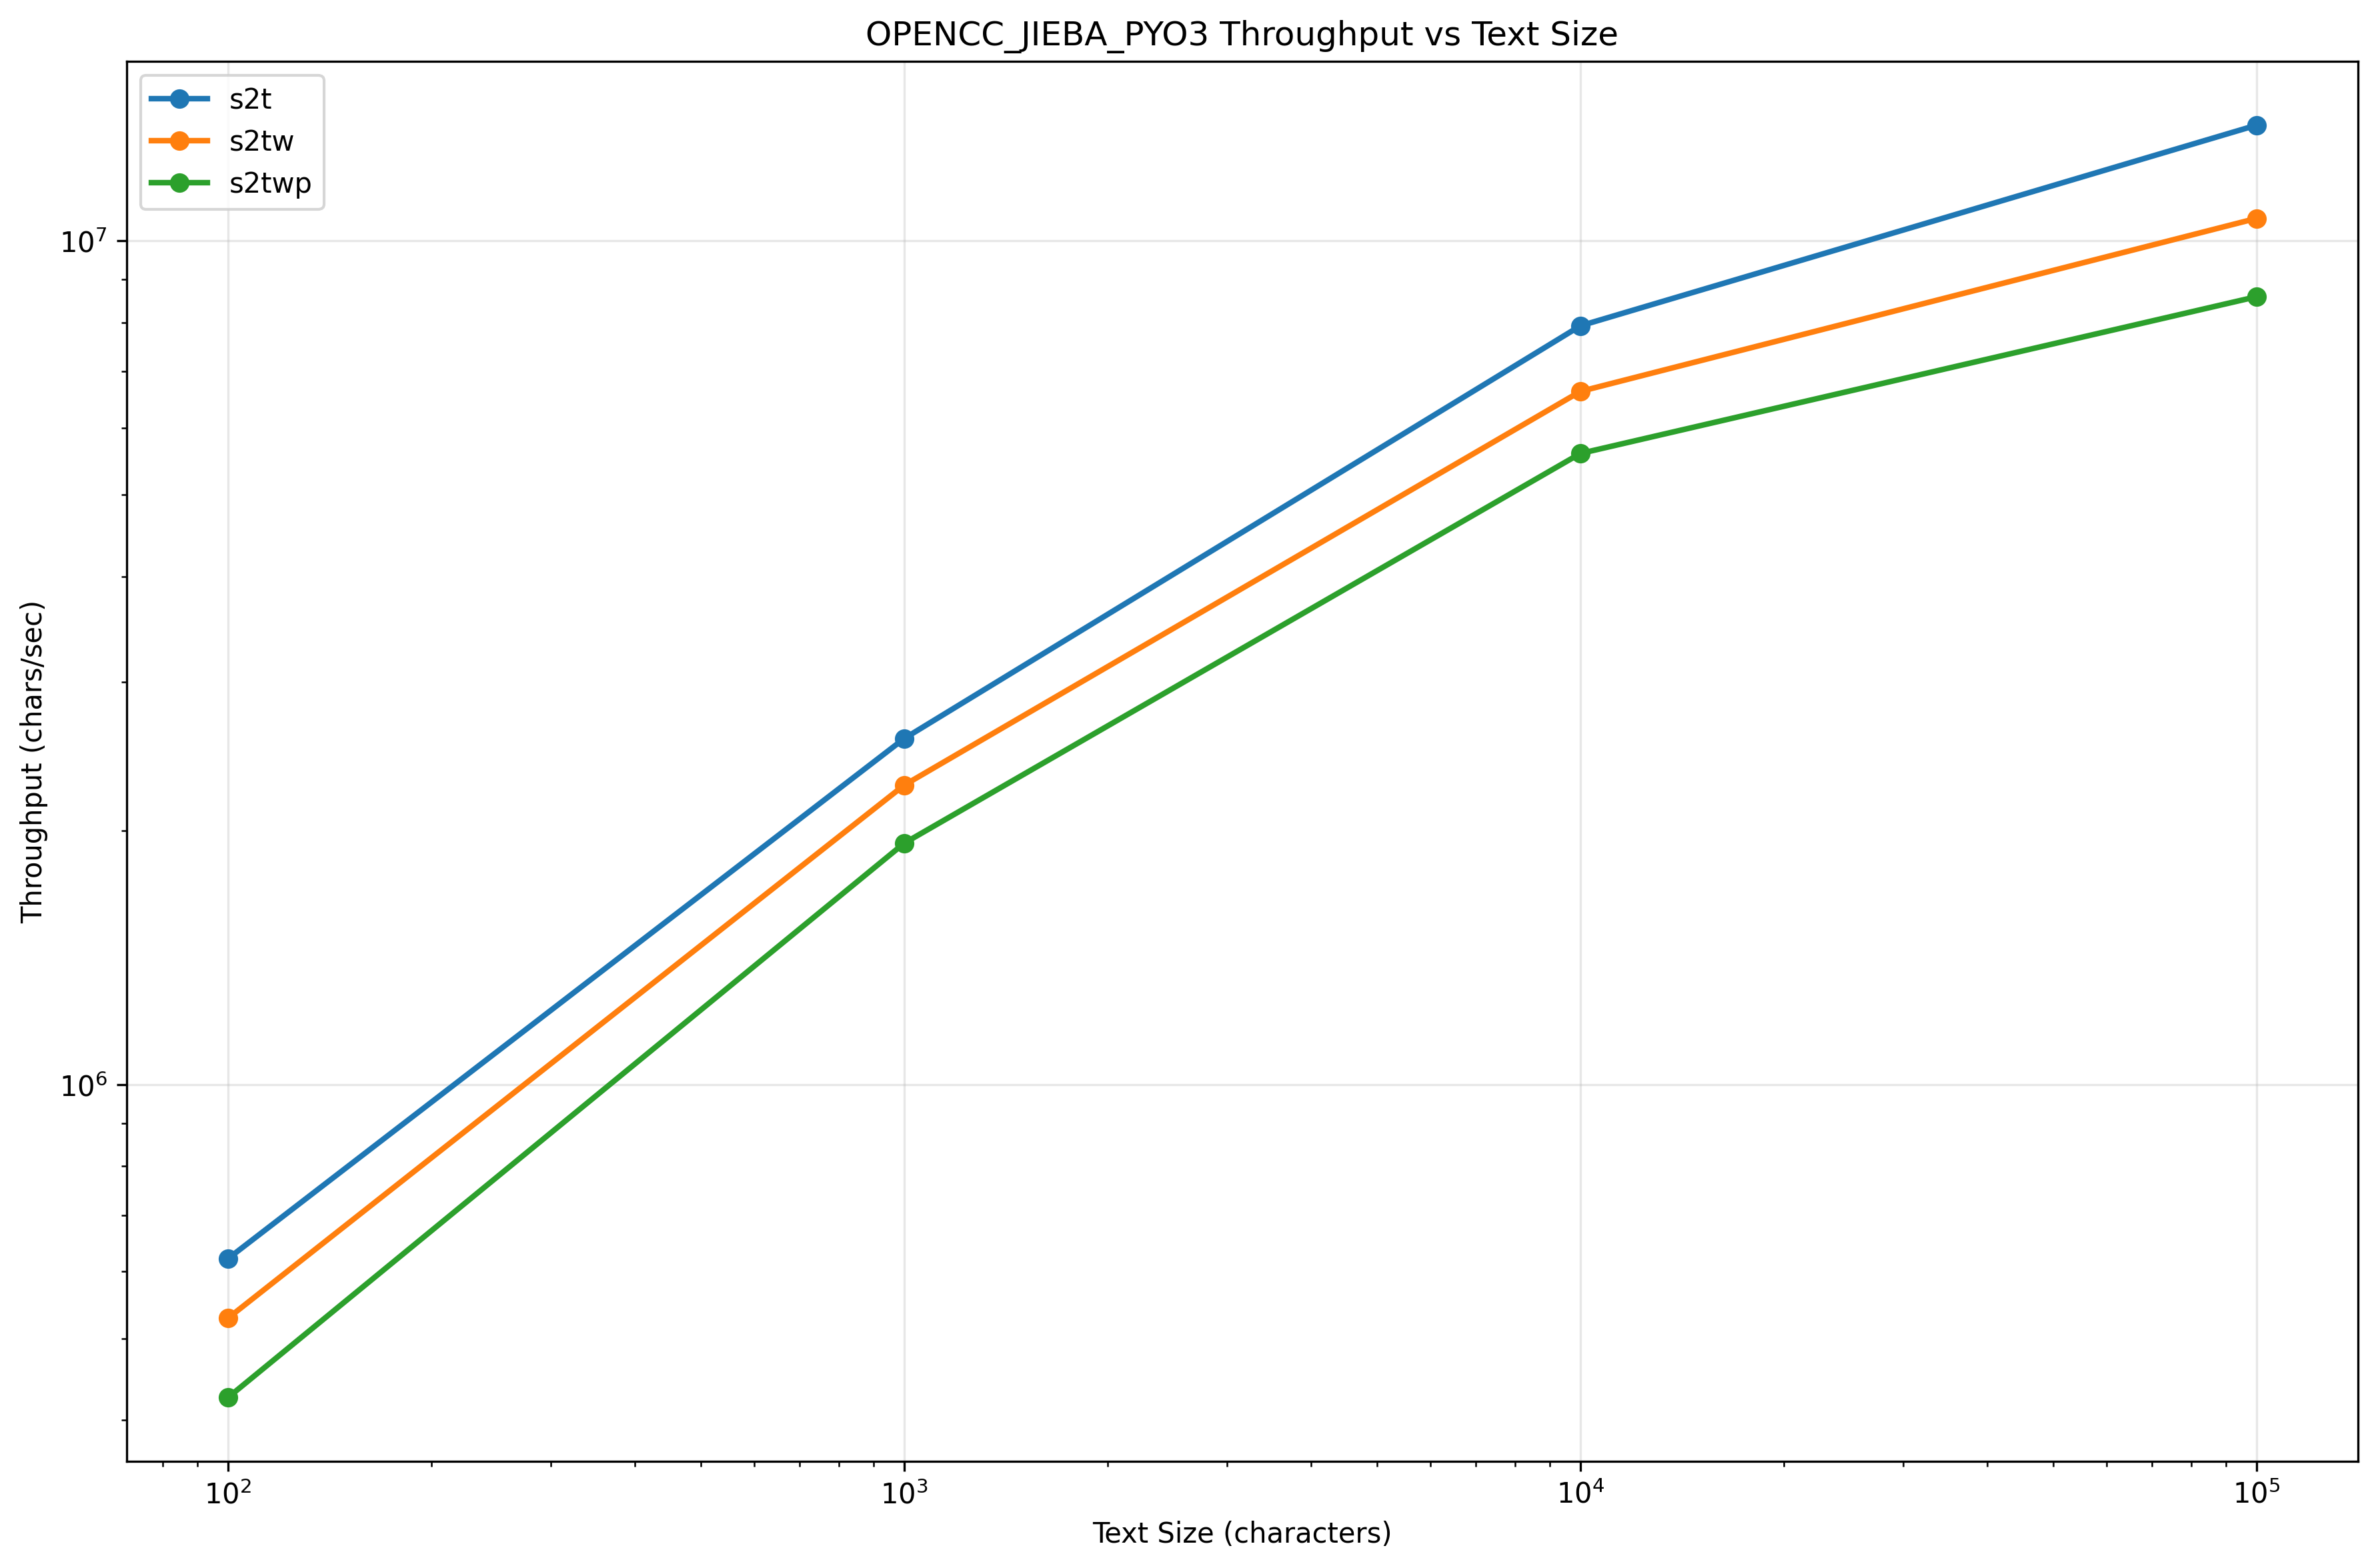 OPENCC_JIEBA_PYO3 Throughput vs Text Size
s2t
s2tw
s2twp
Throughput (chars/sec)
10⁷
10⁶
10² 10³ 10⁴ 10⁵
Text Size (characters)